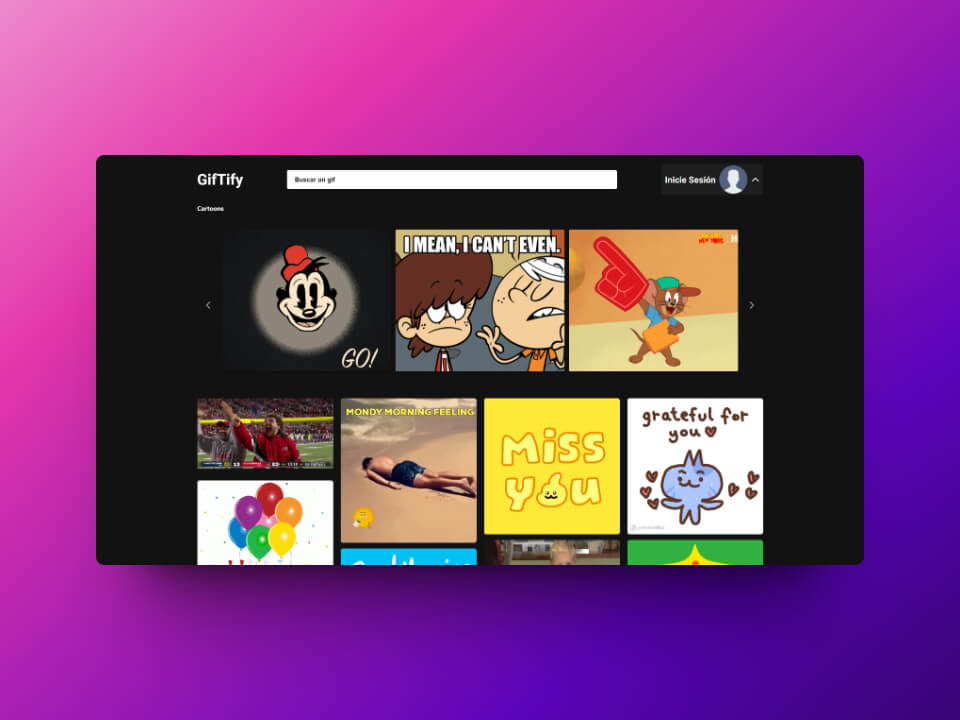 GifTify
Buscar un gif
Inicie Sesión
Cartoons
GO!
I MEAN, I CAN'T EVEN.
MONDY MORNING FEELING
Miss
you
grateful for
you